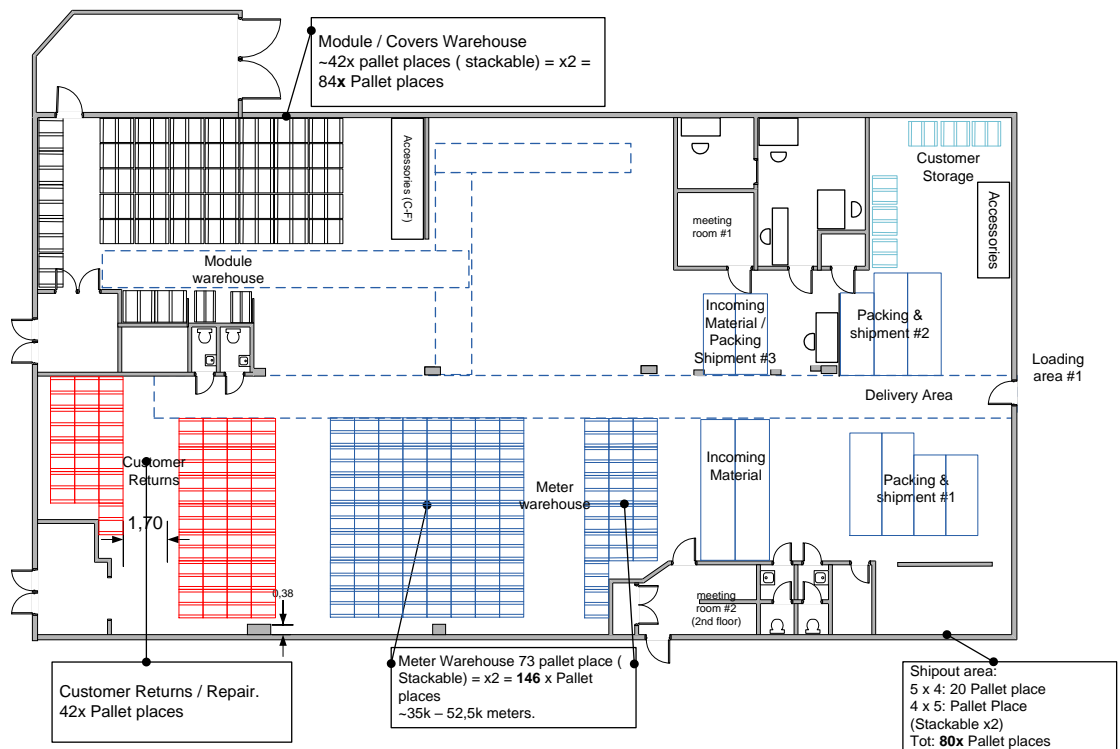 Module / Covers Warehouse
~42x pallet places ( stackable) = x2 =
84x Pallet places
Accessories (C-F)
Customer
Storage
Accessories
meeting
room #1
Module
warehouse
Incoming
Material /
Packing
Shipment #3
Packing &
shipment #2
Loading
area #1
Delivery Area
Customer
Returns
1,70
0,38
Meter
warehouse
Incoming
Material
Packing &
shipment #1
meeting
room #2
(2nd floor)
Customer Returns / Repair.
42x Pallet places
Meter Warehouse 73 pallet place (
Stackable) = x2 = 146 x Pallet
places
~35k – 52,5k meters.
Shipout area:
5 x 4: 20 Pallet place
4 x 5: Pallet Place
(Stackable x2)
Tot: 80x Pallet places